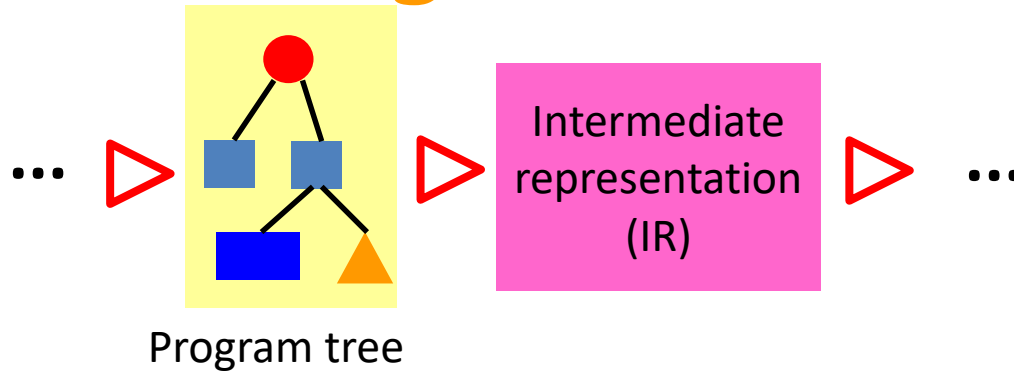 ...
Intermediate
representation
(IR)
...
Program tree